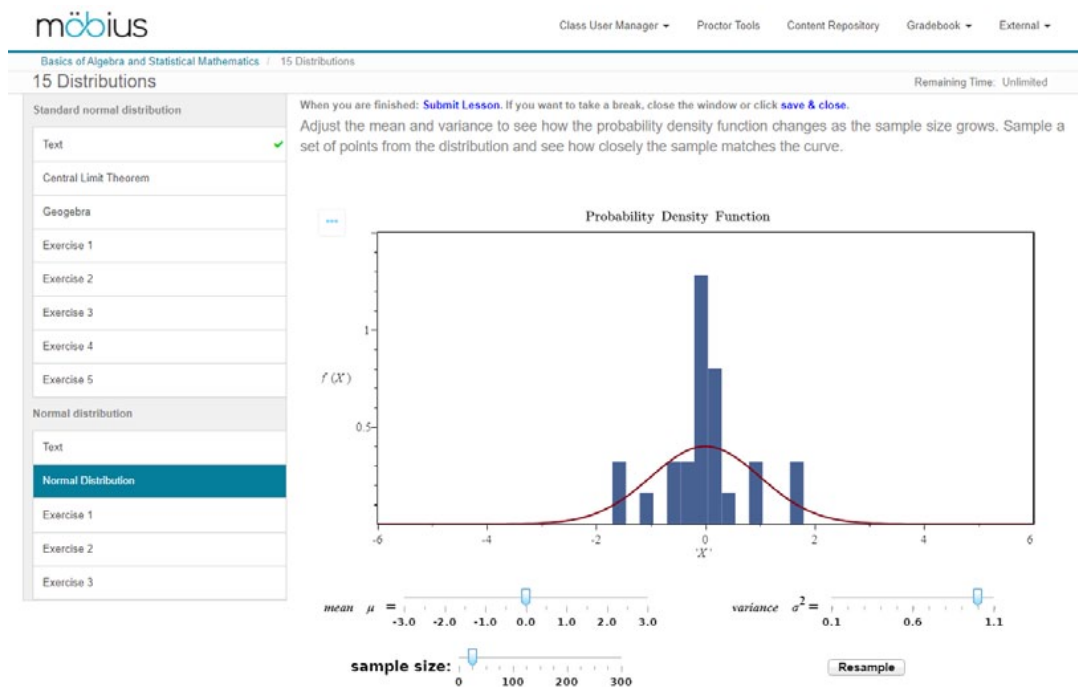 möbius
Class User Manager Proctor Tools Content Repository Gradebook External
Basics of Algebra and Statistical Mathematics / 15 Distributions
15 Distributions
Remaining Time: Unlimited
Standard normal distribution
Text
Central Limit Theorem
Geogebra
Exercise 1
Exercise 2
Exercise 3
Exercise 4
Exercise 5
Normal distribution
Text
Normal Distribution
Exercise 1
Exercise 2
Exercise 3
When you are finished: Submit Lesson. If you want to take a break, close the window or click save & close.
Adjust the mean and variance to see how the probability density function changes as the sample size grows. Sample a
set of points from the distribution and see how closely the sample matches the curve.
Probability Density Function
1
f (X)
0.5
-6 -4 -2 0 2 4 6
'X'
mean μ =
-3.0 -2.0 -1.0 0.0 1.0 2.0 3.0
variance σ² =
0.1 0.6 1.1
sample size:
0 100 200 300
Resample